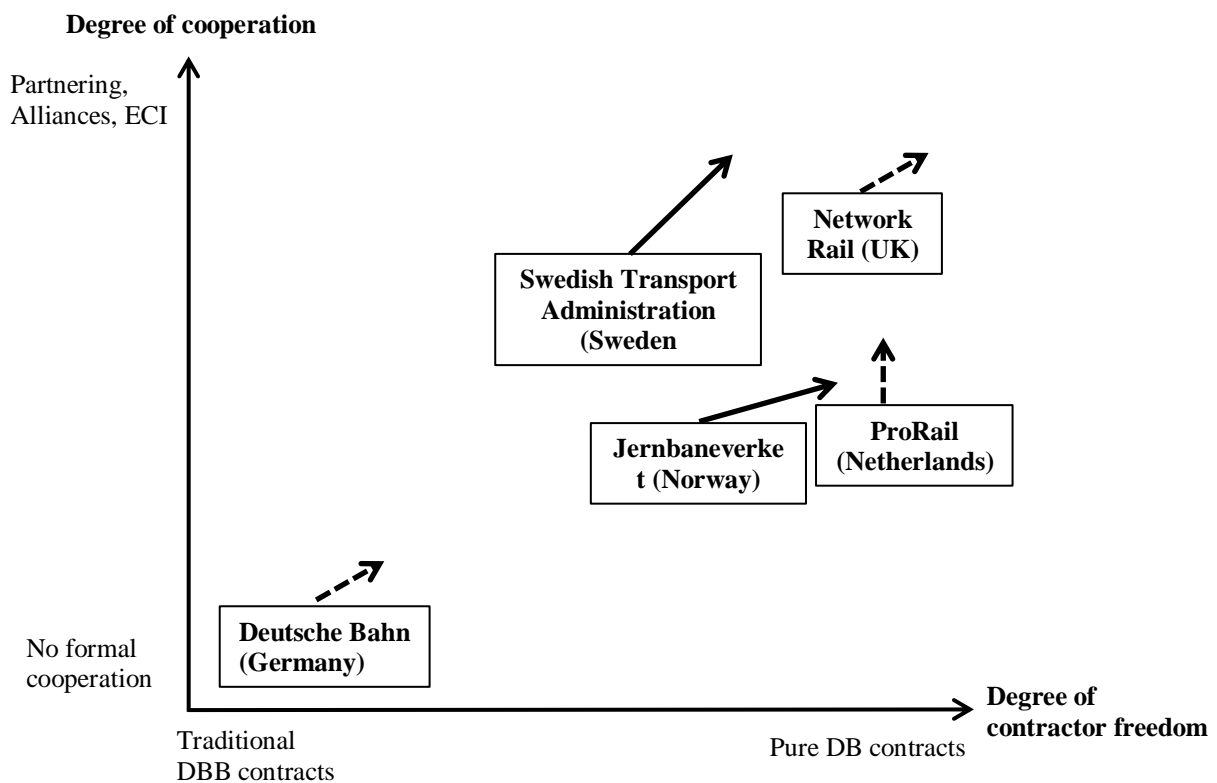 Degree of cooperation
Partnering,
Alliances, ECI
Network
Rail (UK)
Swedish Transport
Administration
(Sweden
Jernbaneverke
t (Norway)
ProRail
(Netherlands)
Deutsche Bahn
(Germany)
No formal
cooperation
Degree of
contractor freedom
Traditional
DBB contracts
Pure DB contracts